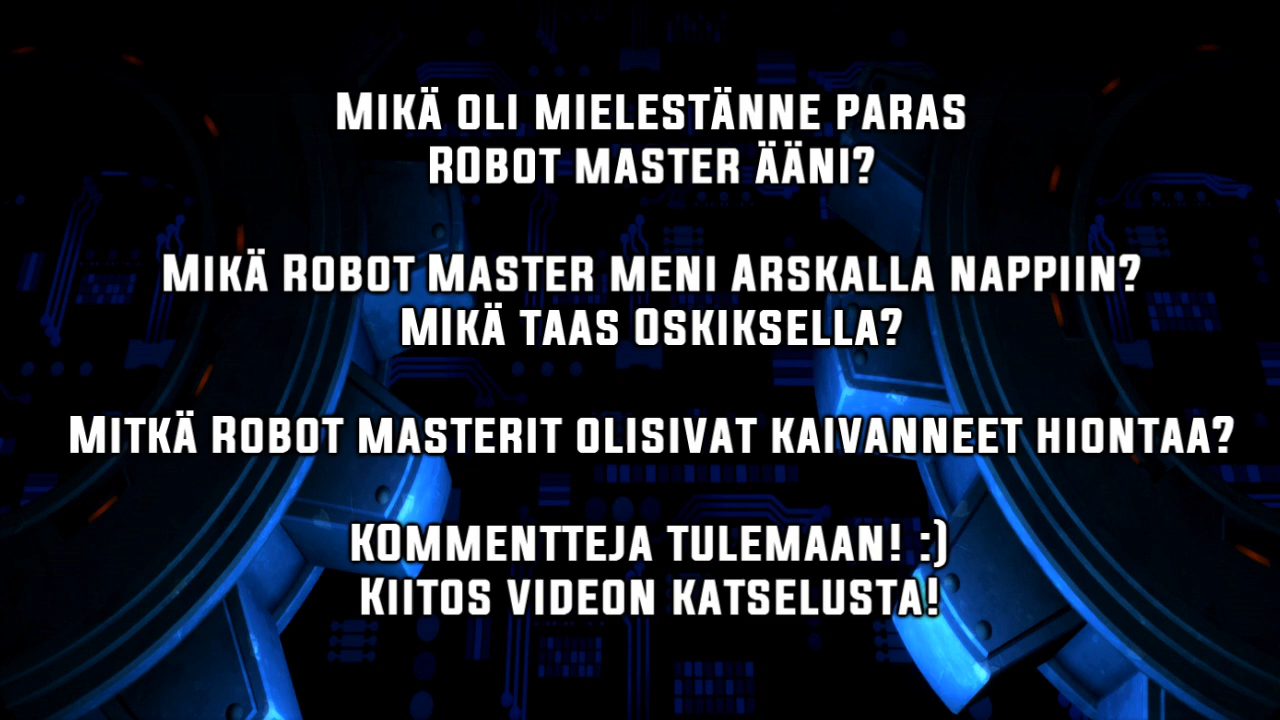 Mikä oli mielestänne paras
Robot master ääni?
Mikä Robot Master meni Arskalla nappiin?
Mikä taas Oskiksella?
Mitkä Robot masterit olisivat kaivanneet hiontaa?
Kommentteja tulemaan! :)
Kiitos videon katselusta!